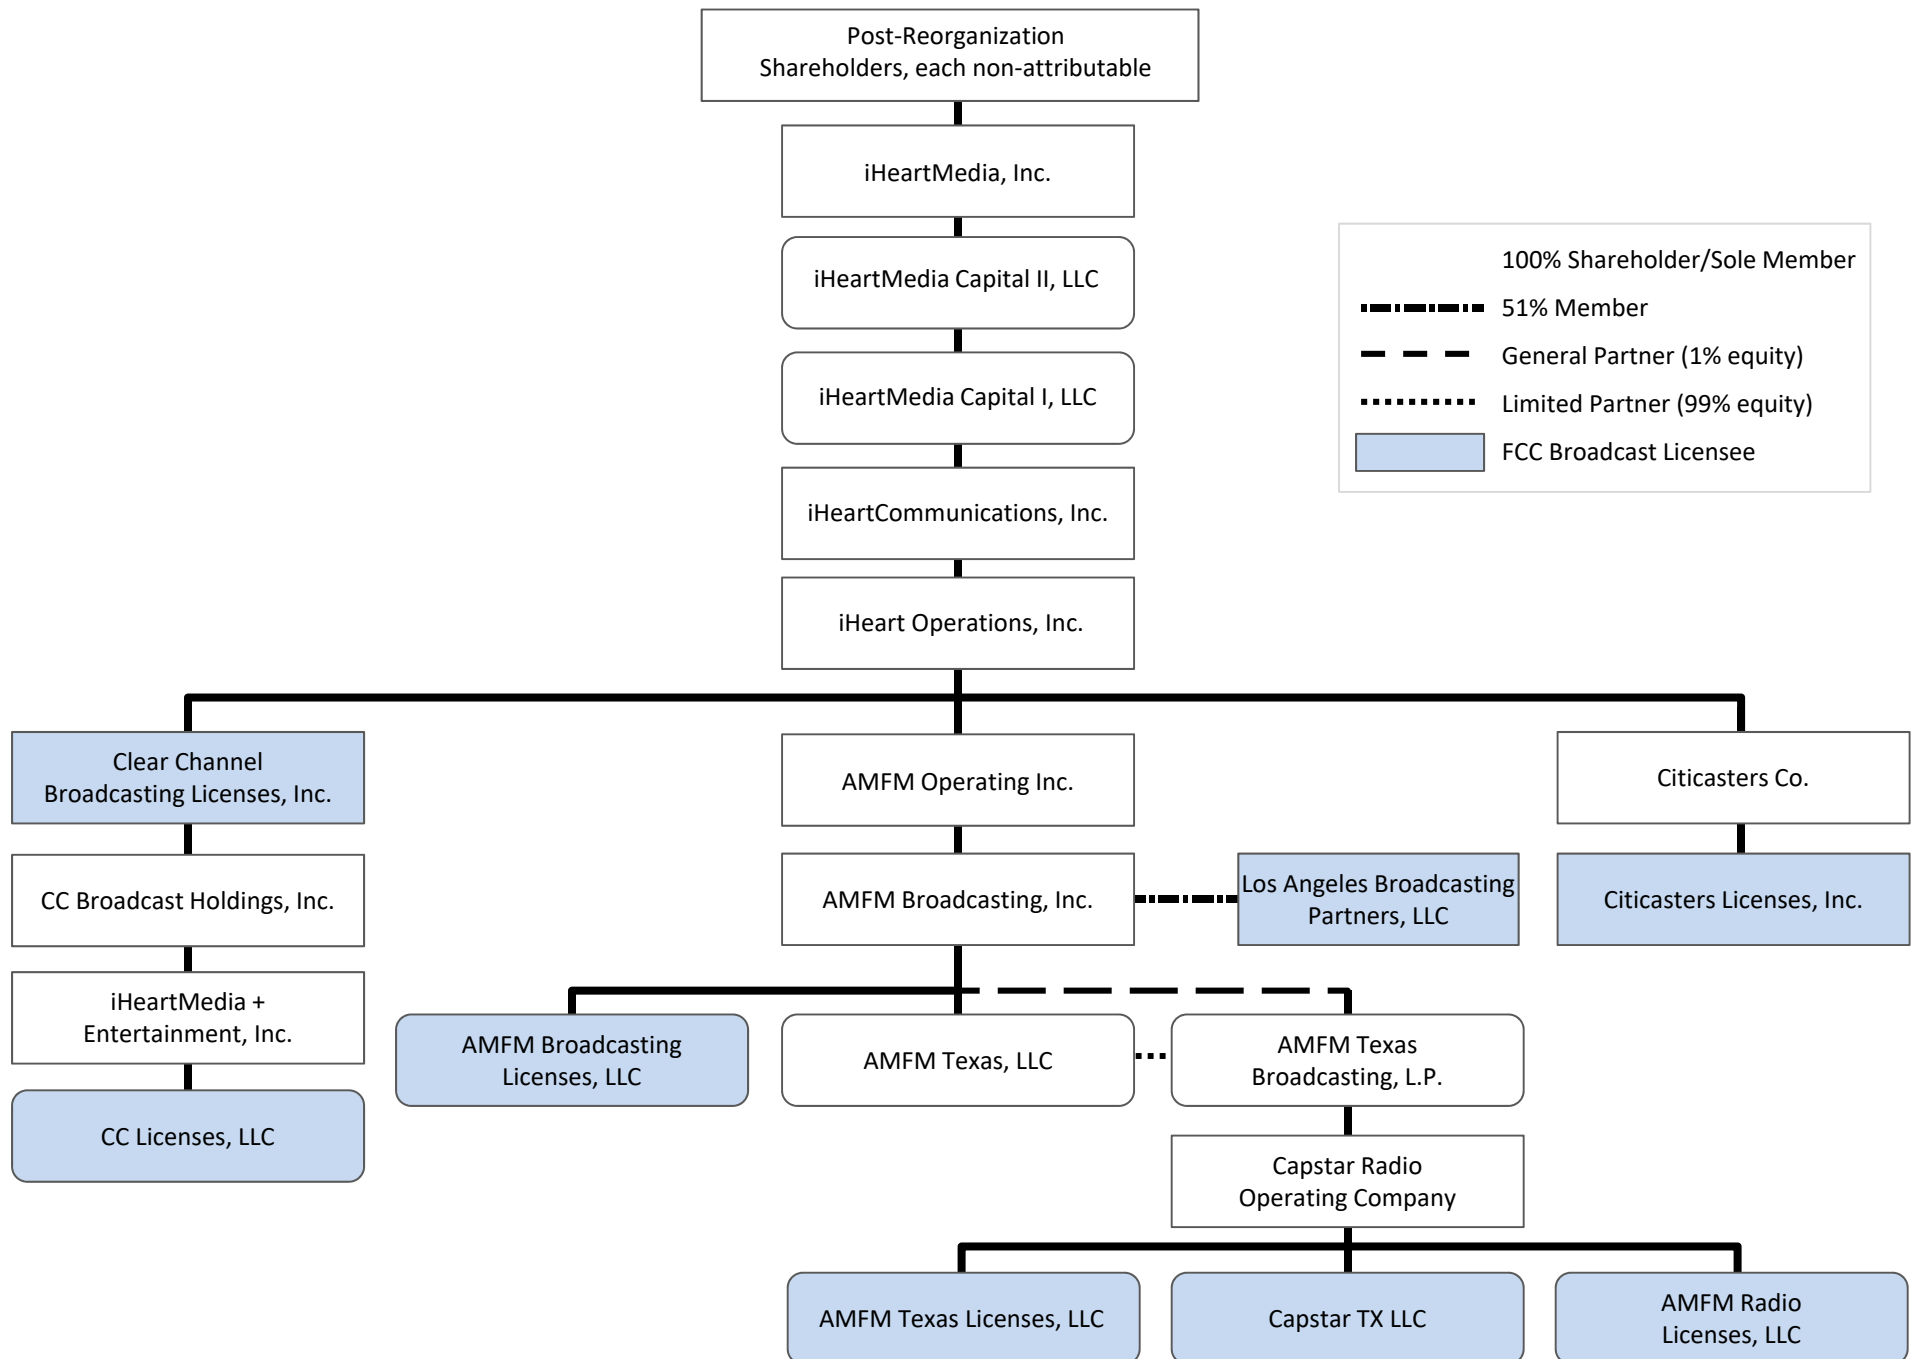 Post-Reorganization
Shareholders, each non-attributable
iHeartMedia, Inc.
iHeartMedia Capital II, LLC
iHeartMedia Capital I, LLC
iHeartCommunications, Inc.
iHeart Operations, Inc.
100% Shareholder/Sole Member
51% Member
General Partner (1% equity)
Limited Partner (99% equity)
FCC Broadcast Licensee
Clear Channel
Broadcasting Licenses, Inc.
AMFM Operating Inc.
Citicasters Co.
CC Broadcast Holdings, Inc.
AMFM Broadcasting, Inc.
Los Angeles Broadcasting
Partners, LLC
Citicasters Licenses, Inc.
iHeartMedia +
Entertainment, Inc.
AMFM Broadcasting
Licenses, LLC
AMFM Texas, LLC
AMFM Texas
Broadcasting, L.P.
CC Licenses, LLC
Capstar Radio
Operating Company
AMFM Texas Licenses, LLC
Capstar TX LLC
AMFM Radio
Licenses, LLC